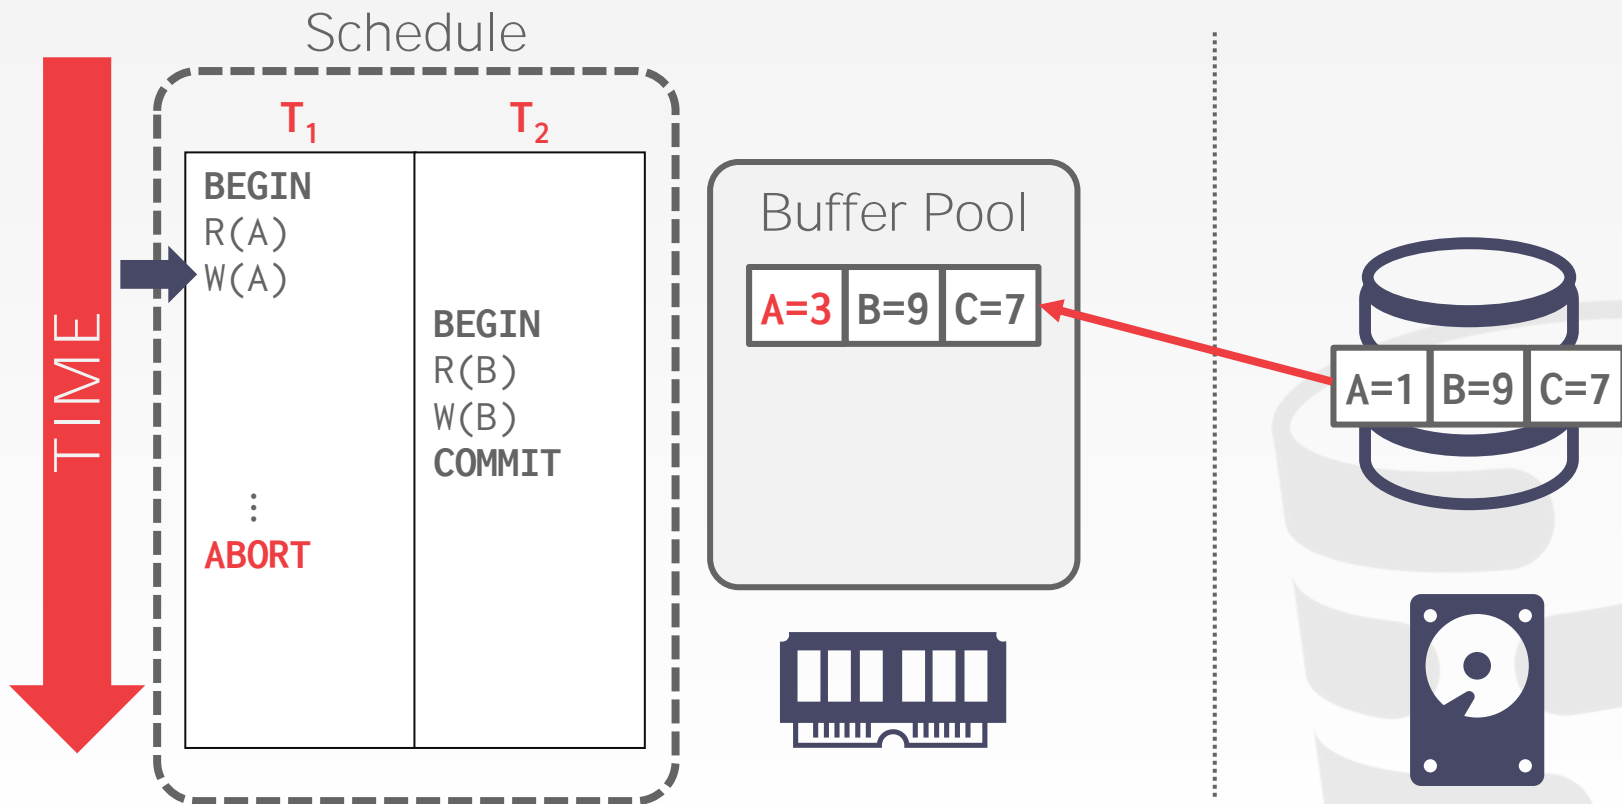 Schedule
TIME
T1
T2
BEGIN
R(A)
W(A)
BEGIN
R(B)
W(B)
COMMIT
⋮
ABORT
Buffer Pool
A=3 B=9 C=7
A=1 B=9 C=7